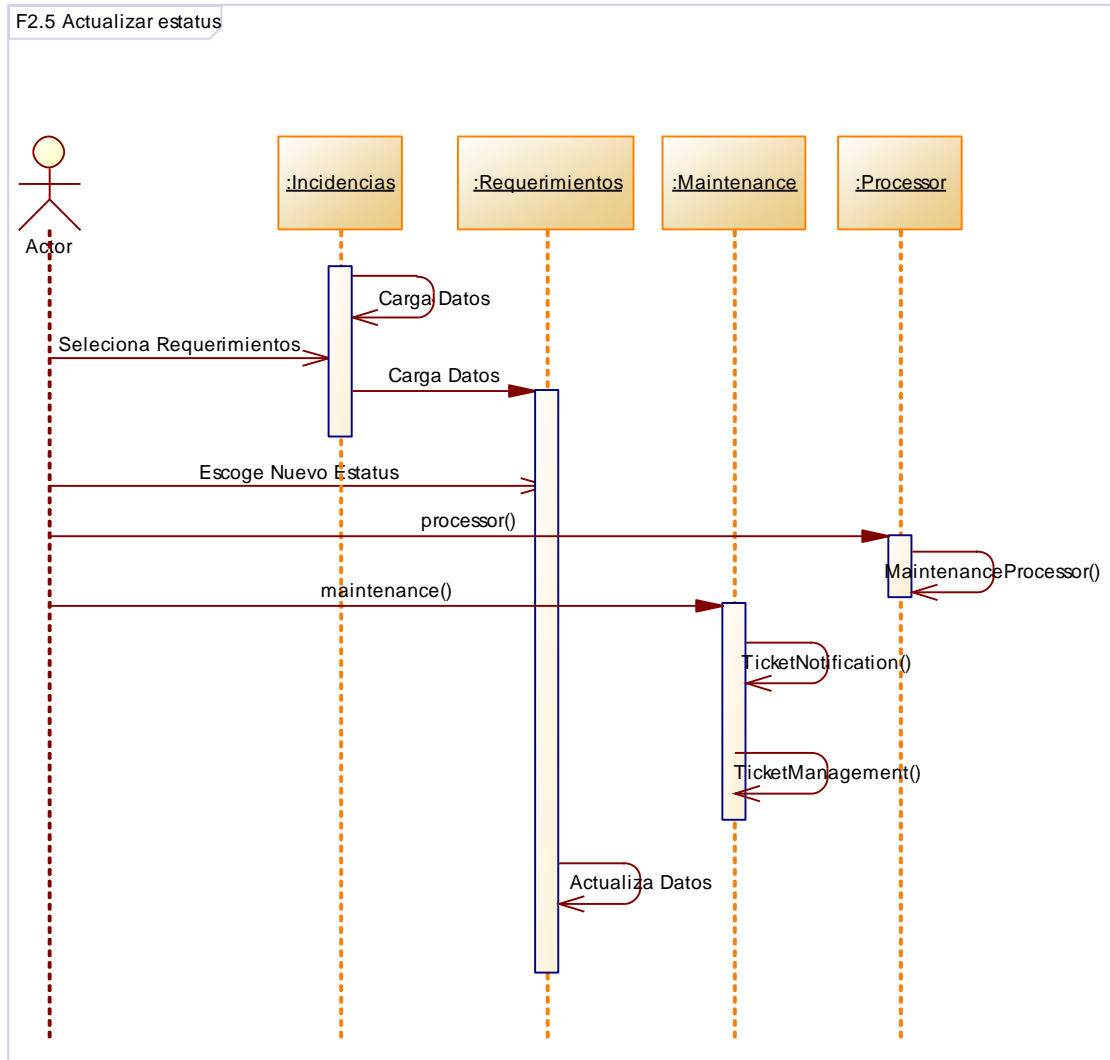 F2.5 Actualizar estatus
:Incidencias
:Requerimientos
:Maintenance
:Processor
Actor
Carga Datos
Seleciona Requerimientos
Carga Datos
Escoge Nuevo Estatus
processor()
MaintenanceProcessor()
maintenance()
TicketNotification()
TicketManagement()
Actualiza Datos